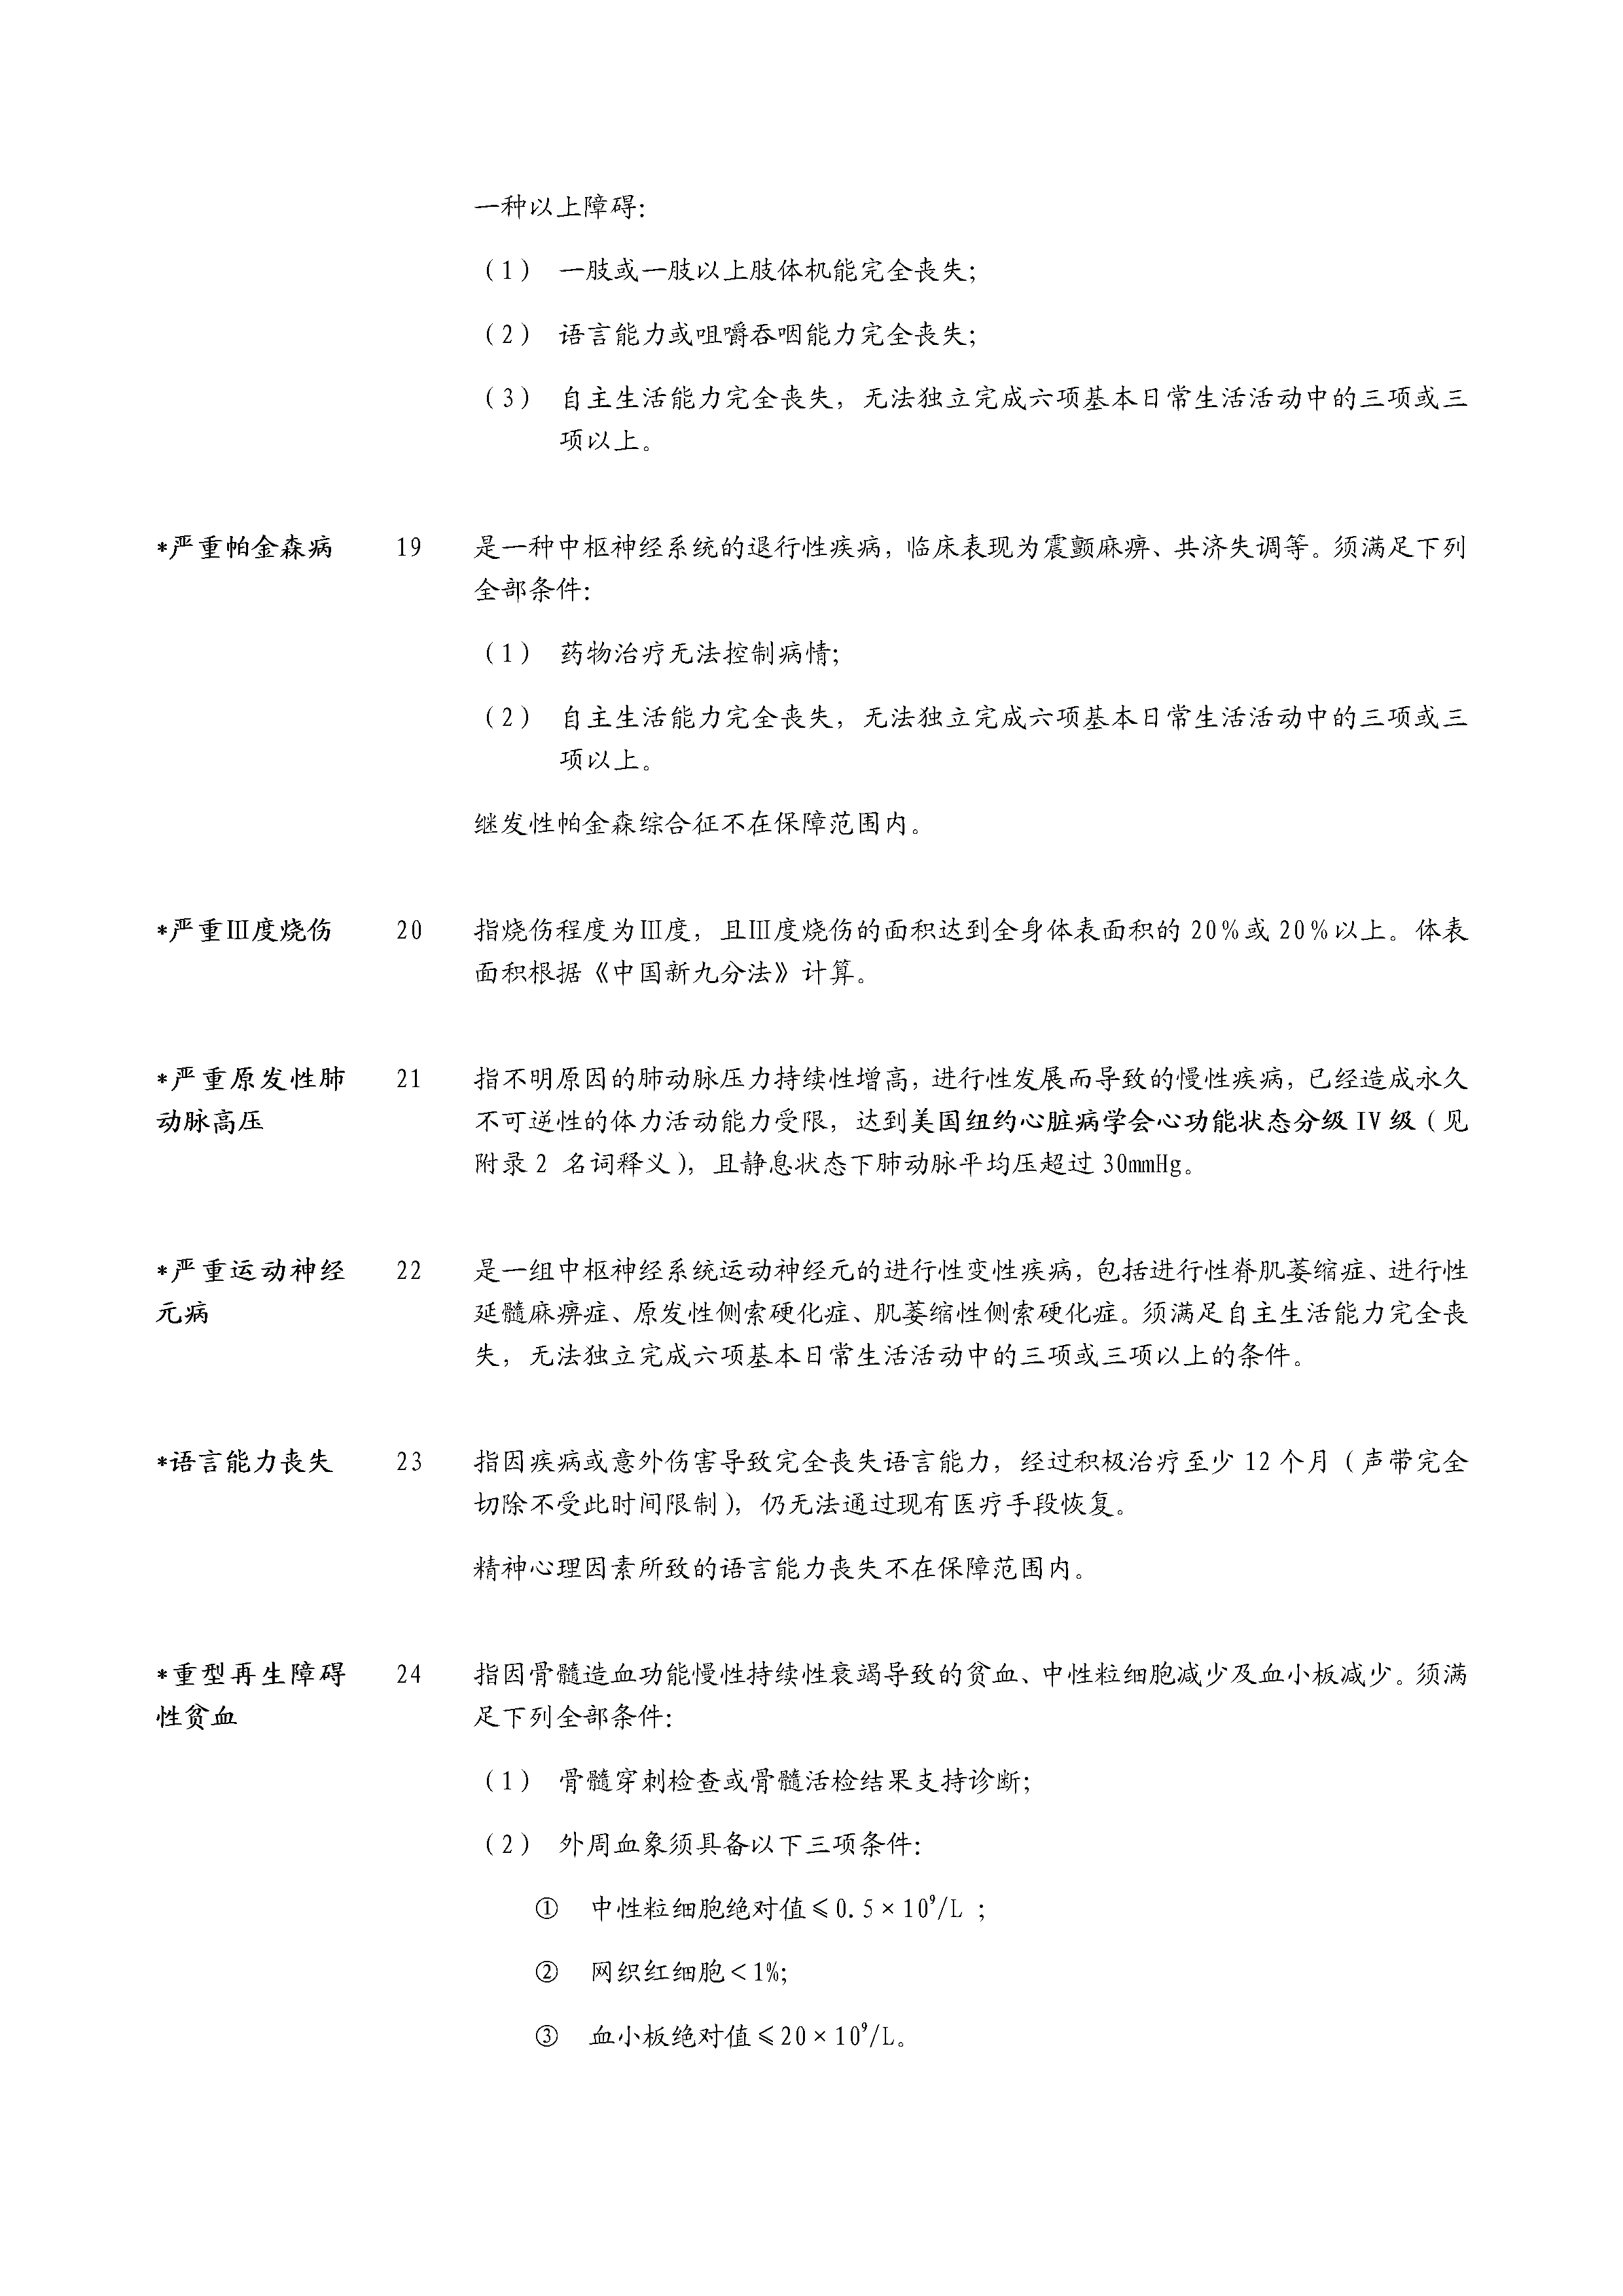 一种以上障碍：
（1） 一肢或一肢以上肢体机能完全丧失；
（2） 语言能力或咀嚼吞咽能力完全丧失；
（3） 自主生活能力完全丧失，无法独立完成六项基本日常生活活动中的三项或三
项以上。
*严重帕金森病 19 是一种中枢神经系统的退行性疾病，临床表现为震颤麻痹、共济失调等。须满足下列
全部条件：
（1） 药物治疗无法控制病情；
（2） 自主生活能力完全丧失，无法独立完成六项基本日常生活活动中的三项或三
项以上。
继发性帕金森综合征不在保障范围内。
*严重Ⅲ度烧伤 20 指烧伤程度为Ⅲ度，且Ⅲ度烧伤的面积达到全身体表面积的 20%或 20%以上。体表
面积根据《中国新九分法》计算。
*严重原发性肺 21 指不明原因的肺动脉压力持续性增高，进行性发展而导致的慢性疾病，已经造成永久
动脉高压 不可逆性的体力活动能力受限，达到美国纽约心脏病学会心功能状态分级 IV 级（见
附录 2 名词释义），且静息状态下肺动脉平均压超过 30mmHg。
*严重运动神经 22 是一组中枢神经系统运动神经元的进行性变性疾病，包括进行性脊肌萎缩症、进行性
元病 延髓麻痹症、原发性侧索硬化症、肌萎缩性侧索硬化症。须满足自主生活能力完全丧
失，无法独立完成六项基本日常生活活动中的三项或三项以上的条件。
*语言能力丧失 23 指因疾病或意外伤害导致完全丧失语言能力，经过积极治疗至少 12 个月（声带完全
切除不受此时间限制），仍无法通过现有医疗手段恢复。
精神心理因素所致的语言能力丧失不在保障范围内。
*重型再生障碍 24 指因骨髓造血功能慢性持续性衰竭导致的贫血、中性粒细胞减少及血小板减少。须满
性贫血 足下列全部条件：
（1） 骨髓穿刺检查或骨髓活检结果支持诊断；
（2） 外周血象须具备以下三项条件：
① 中性粒细胞绝对值≤0.5×10⁹/L ；
② 网织红细胞＜1%；
③ 血小板绝对值≤20×10⁹/L。